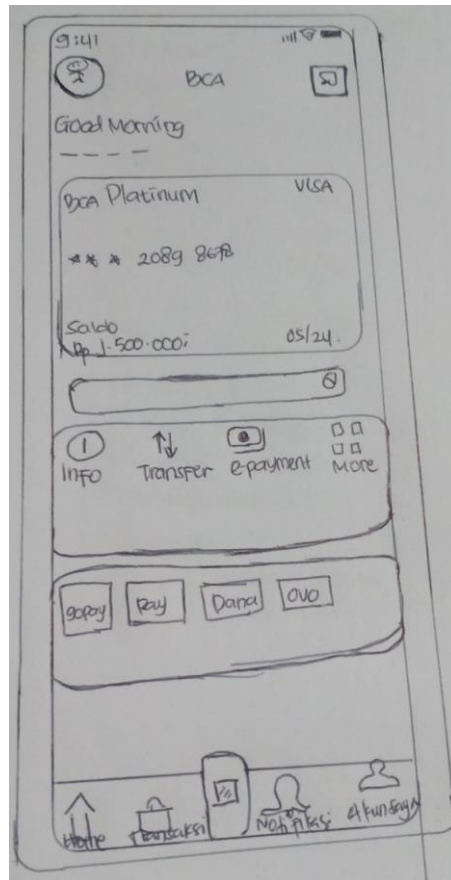 9:41
BCA
Good Morning
BCA Platinum VISA
*** 2089 8678
Saldo 05/24.
Rp 1.500.000;
Info Transfer e-payment More
gopay Pay Dana OVO
Home Transaksi Notifikasi Akun saya